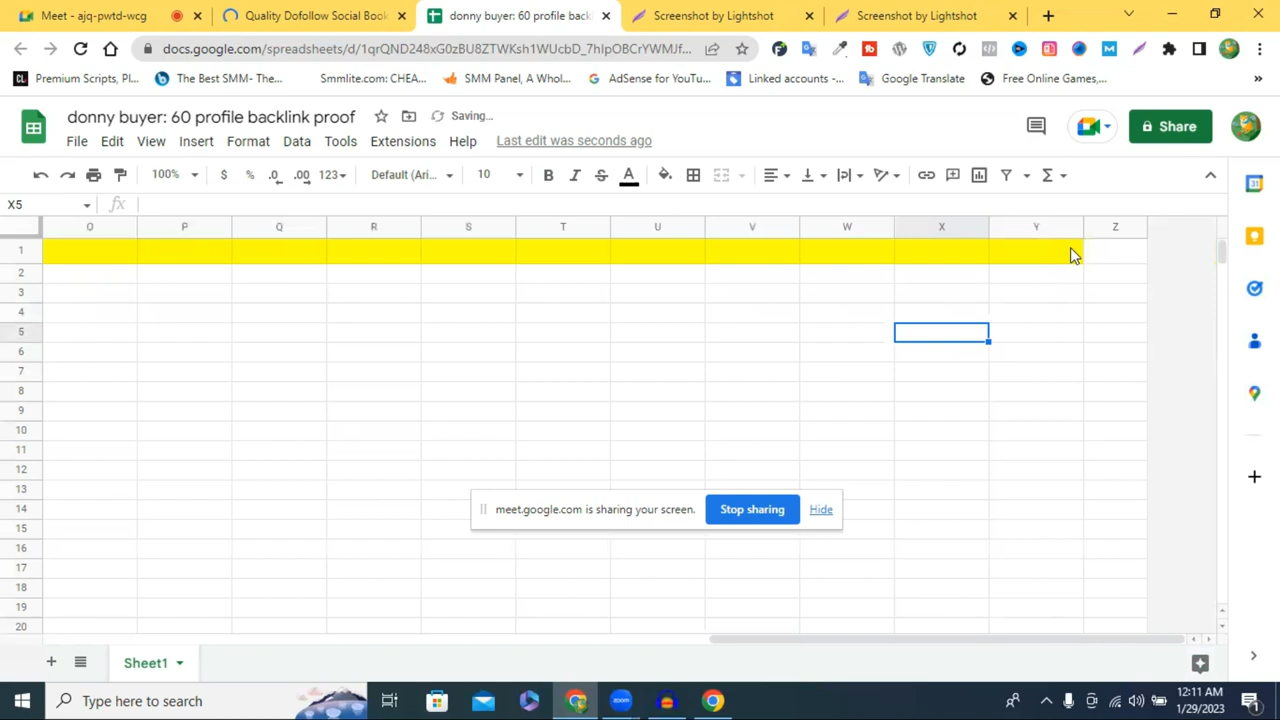 Meet - ajq-pwtd-wcg
Quality Dofollow Social Book
donny buyer: 60 profile backlink
Screenshot by Lightshot
Screenshot by Lightshot
docs.google.com/spreadsheets/d/1qrQND248xG0zBU8ZTWKsh1WUcbD_7hIpOBCrYWMJf...
Premium Scripts, Pl...
The Best SMM- The...
Smmlite.com: CHEA...
SMM Panel, A Whol...
AdSense for YouTu...
Linked accounts -...
Google Translate
Free Online Games,...
»
donny buyer: 60 profile backlink proof
Saving...
Share
File Edit View Insert Format Data Tools Extensions Help Last edit was seconds ago
100% $ % .0 .00 123 Default (Ari... 10 B I S A Σ
X5
fx
O P Q R S T U V W X Y Z
1
2
3
4
5
6
7
8
9
10
11
12
13
14
15
16
17
18
19
20
meet.google.com is sharing your screen. Stop sharing Hide
Sheet1
Type here to search
zoom
12:11 AM
1/29/2023
1